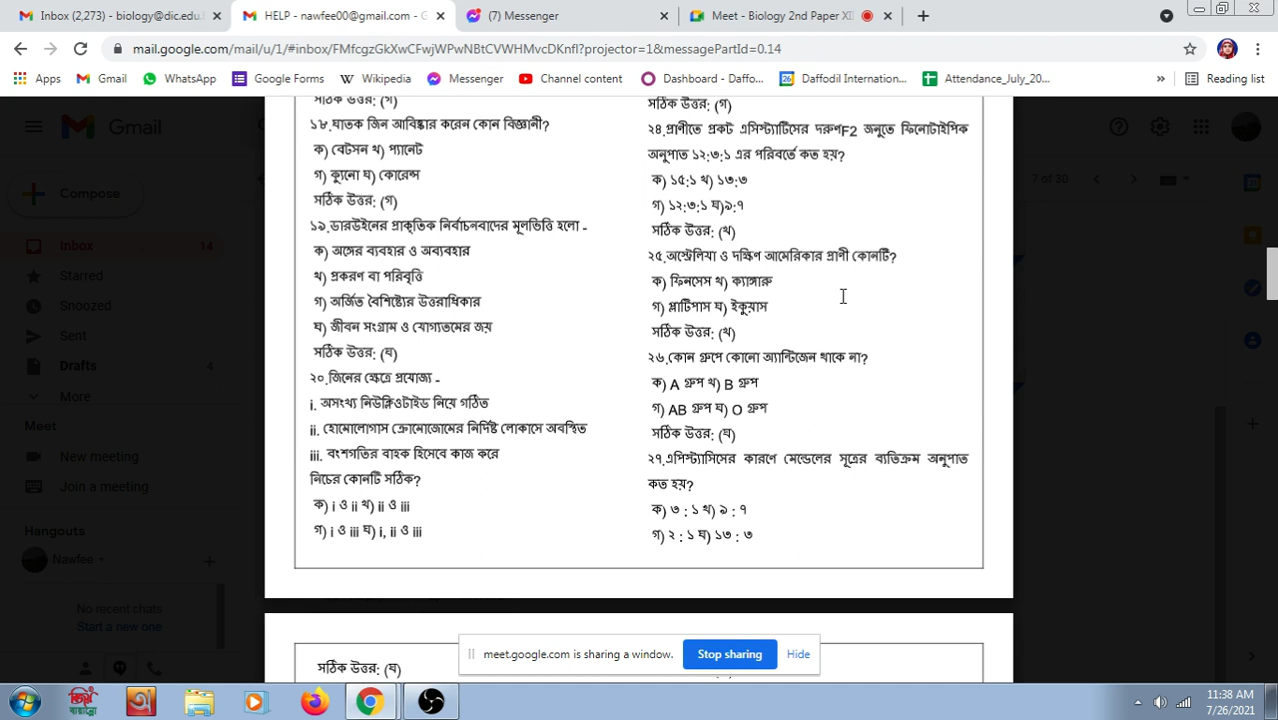 Inbox (2,273) - biology@dic.edu.
HELP - nawfee00@gmail.com - G
(7) Messenger
Meet - Biology 2nd Paper XI
mail.google.com/mail/u/1/#inbox/FMfcgzGkXwCFwjWPwNBtCVWHMvcDKnfl?projector=1&messagePartId=0.14
Apps
Gmail
WhatsApp
Google Forms
Wikipedia
Messenger
Channel content
Dashboard - Daffo...
Daffodil Internation...
Attendance_July_20...
»
Reading list
Gmail
Compose
Inbox 14
Starred
Snoozed
Sent
Drafts 4
More
Meet
New meeting
Join a meeting
Hangouts
Nawfee
No recent chats
Start a new one
7 of 30
সঠিক উত্তর: (গ)
১৮.ঘাতক জিন আবিষ্কার করেন কোন বিজ্ঞানী?
ক) বেটসন খ) প্যানেট
গ) ক্যুনো ঘ) কোরেন্স
সঠিক উত্তর: (গ)
১৯.ডারউইনের প্রাকৃতিক নির্বাচনবাদের মূলভিত্তি হলো -
ক) অঙ্গের ব্যবহার ও অব্যবহার
খ) প্রকরণ বা পরিবৃত্তি
গ) অর্জিত বৈশিষ্ট্যের উত্তরাধিকার
ঘ) জীবন সংগ্রাম ও যোগ্যতমের জয়
সঠিক উত্তর: (ঘ)
২০.জিনের ক্ষেত্রে প্রযোজ্য -
i. অসংখ্য নিউক্লিওটাইড নিয়ে গঠিত
ii. হোমোলোগাস ক্রোমোজোমের নির্দিষ্ট লোকাসে অবস্থিত
iii. বংশগতির বাহক হিসেবে কাজ করে
নিচের কোনটি সঠিক?
ক) i ও ii খ) ii ও iii
গ) i ও iii ঘ) i, ii ও iii
সঠিক উত্তর: (গ)
২৪.প্রাণীতে প্রকট এসিস্ট্যাটিসের দরুণF2 জনুতে ফিনোটাইপিক
অনুপাত ১২:৩:১ এর পরিবর্তে কত হয়?
ক) ১৫:১ খ) ১৩:৩
গ) ১২:৩:১ ঘ)৯:৭
সঠিক উত্তর: (খ)
২৫.অস্ট্রেলিয়া ও দক্ষিণ আমেরিকার প্রাণী কোনটি?
ক) ফিনসেস খ) ক্যাঙ্গারু
গ) প্লাটিপাস ঘ) ইকুয়াস
সঠিক উত্তর: (খ)
২৬.কোন গ্রুপে কোনো অ্যান্টিজেন থাকে না?
ক) A গ্রুপ খ) B গ্রুপ
গ) AB গ্রুপ ঘ) O গ্রুপ
সঠিক উত্তর: (ঘ)
২৭.এপিস্ট্যাসিসের কারণে মেন্ডেলের সূত্রের ব্যতিক্রম অনুপাত
কত হয়?
ক) ৩ : ১ খ) ৯ : ৭
গ) ২ : ১ ঘ) ১৩ : ৩
সঠিক উত্তর: (ঘ)
meet.google.com is sharing a window.
Stop sharing
Hide
11:38 AM
7/26/2021